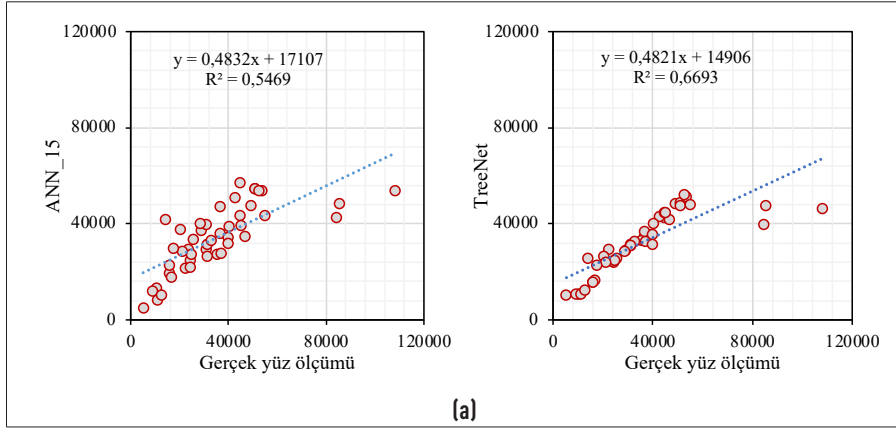 120000
80000
40000
0
ANN_15
y = 0,4832x + 17107
R² = 0,5469
0 40000 80000 120000
Gerçek yüz ölçümü
120000
80000
40000
0
TreeNet
y = 0,4821x + 14906
R² = 0,6693
0 40000 80000 120000
Gerçek yüz ölçümü
(a)